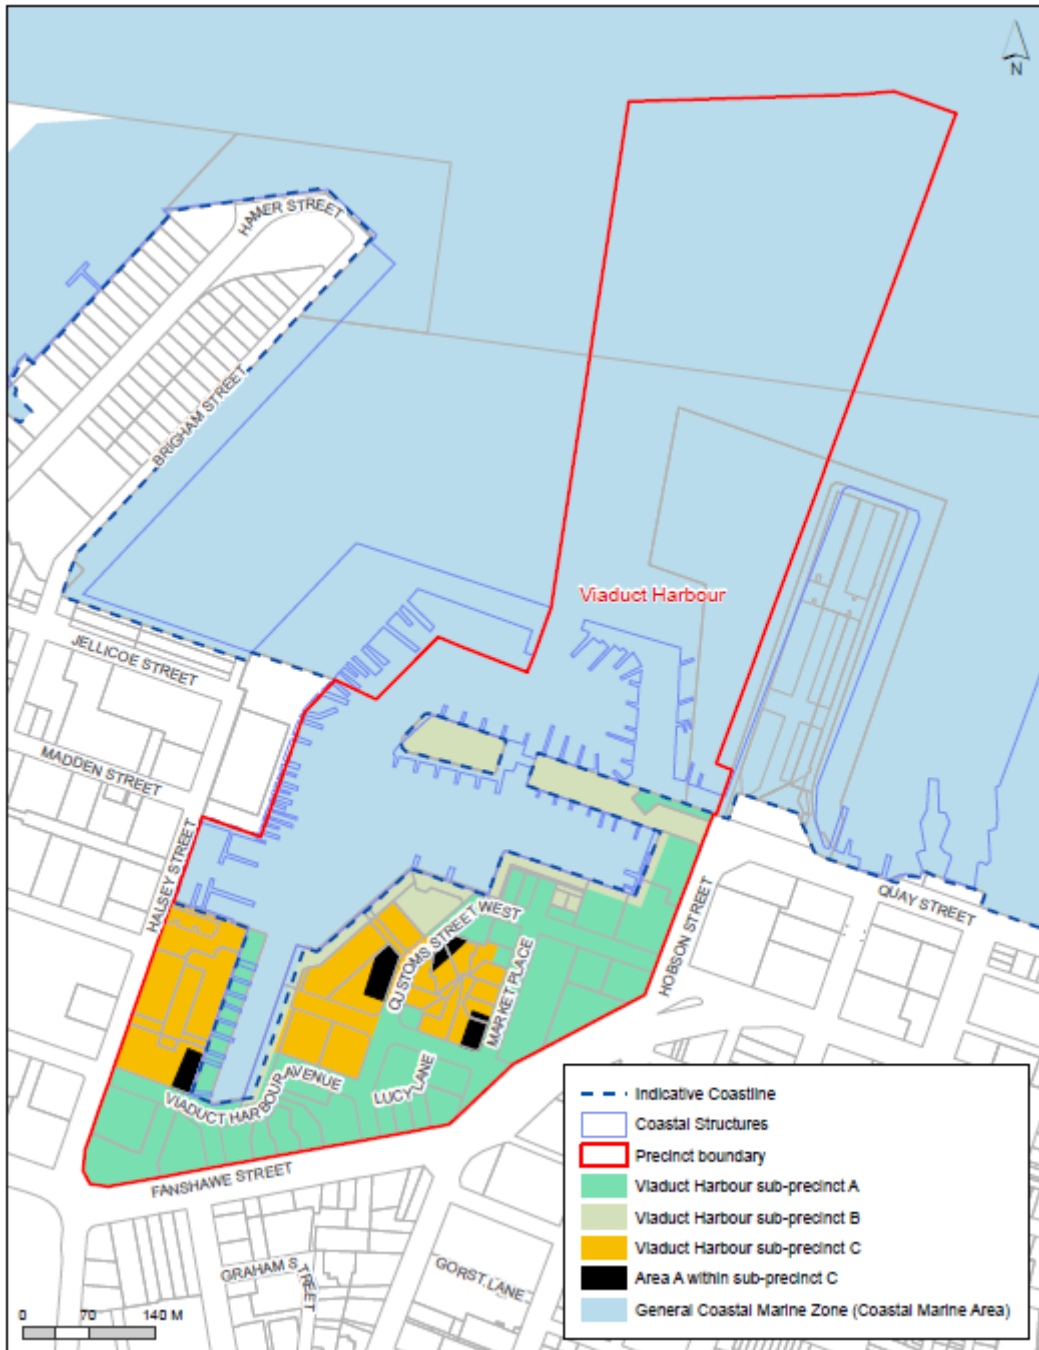 N
HAMER STREET
BRIGHAM STREET
Viaduct Harbour
JELLICOE STREET
MADDEN STREET
HALSEY STREET
QUAY STREET
CUSTOMS STREET WEST
HOBSON STREET
MARKET PLACE
VIADUCT HARBOUR AVENUE
LUCY LANE
FANSHAWE STREET
GRAHAM STREET
GORST LANE
Indicative Coastline
Coastal Structures
Precinct boundary
Viaduct Harbour sub-precinct A
Viaduct Harbour sub-precinct B
Viaduct Harbour sub-precinct C
Area A within sub-precinct C
General Coastal Marine Zone (Coastal Marine Area)
0 70 140 M